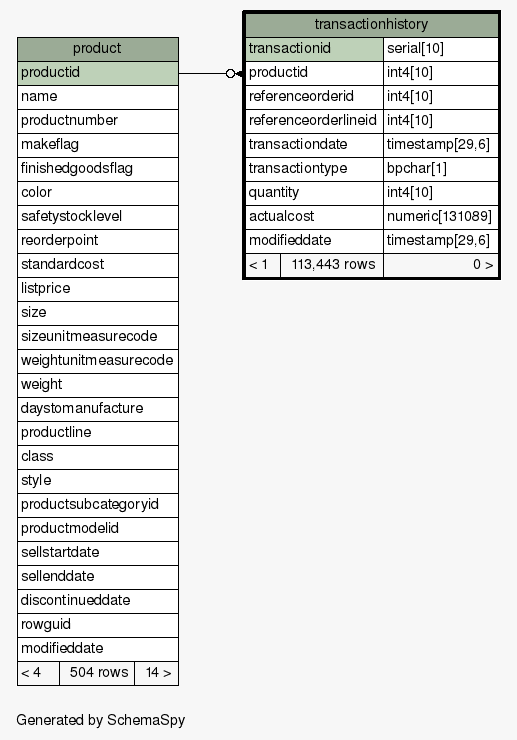 product
productid
name
productnumber
makeflag
finishedgoodsflag
color
safetystocklevel
reorderpoint
standardcost
listprice
size
sizeunitmeasurecode
weightunitmeasurecode
weight
daystomanufacture
productline
class
style
productsubcategoryid
productmodelid
sellstartdate
sellenddate
discontinueddate
rowguid
modifieddate
< 4 504 rows 14 >
transactionhistory
transactionid serial[10]
productid int4[10]
referenceorderid int4[10]
referenceorderlineid int4[10]
transactiondate timestamp[29,6]
transactiontype bpchar[1]
quantity int4[10]
actualcost numeric[131089]
modifieddate timestamp[29,6]
< 1 113,443 rows 0 >
Generated by SchemaSpy